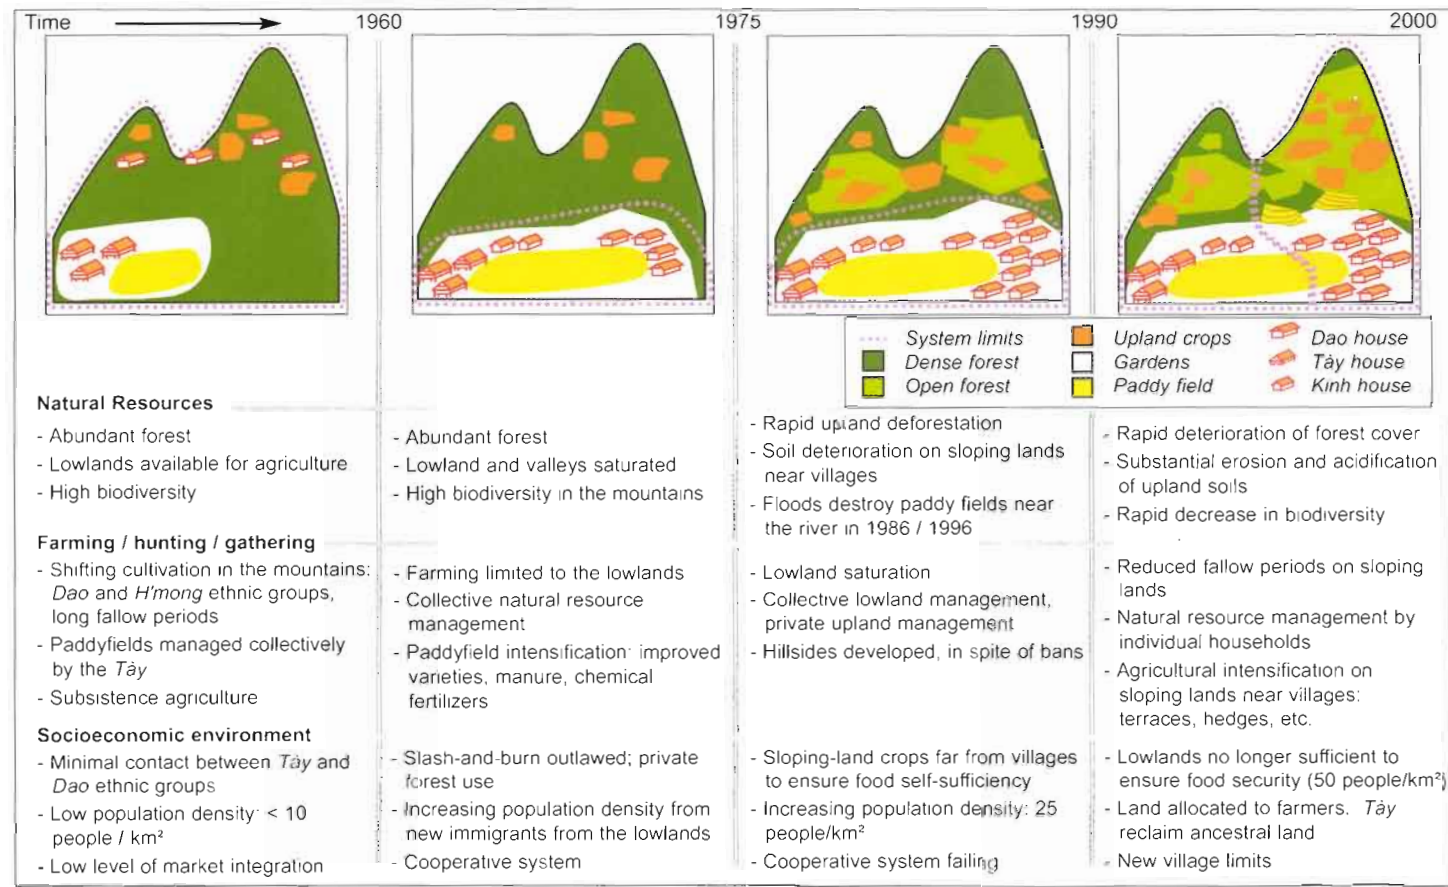 Time 1960 1975 1990 2000
System limits
Dense forest
Open forest
Upland crops
Gardens
Paddy field
Dao house
Tày house
Kinh house
Natural Resources
- Abundant forest
- Lowlands available for agriculture
- High biodiversity
- Abundant forest
- Lowland and valleys saturated
- High biodiversity in the mountains
- Rapid upland deforestation
- Soil deterioration on sloping lands
near villages
- Floods destroy paddy fields near
the river in 1986 / 1996
- Rapid deterioration of forest cover
- Substantial erosion and acidification
of upland soils
- Rapid decrease in biodiversity
Farming / hunting / gathering
- Shifting cultivation in the mountains:
Dao and H'mong ethnic groups,
long fallow periods
- Paddyfields managed collectively
by the Tày
- Subsistence agriculture
- Farming limited to the lowlands
- Collective natural resource
management
- Paddyfield intensification: improved
varieties, manure, chemical
fertilizers
- Lowland saturation
- Collective lowland management,
private upland management
- Hillsides developed, in spite of bans
- Reduced fallow periods on sloping
lands
- Natural resource management by
individual households
- Agricultural intensification on
sloping lands near villages:
terraces, hedges, etc.
Socioeconomic environment
- Minimal contact between Tày and
Dao ethnic groups
- Low population density: < 10
people / km²
- Low level of market integration
- Slash-and-burn outlawed; private
forest use
- Increasing population density from
new immigrants from the lowlands
- Cooperative system
- Sloping-land crops far from villages
to ensure food self-sufficiency
- Increasing population density: 25
people/km²
- Cooperative system failing
- Lowlands no longer sufficient to
ensure food security (50 people/km²)
- Land allocated to farmers. Tày
reclaim ancestral land
- New village limits